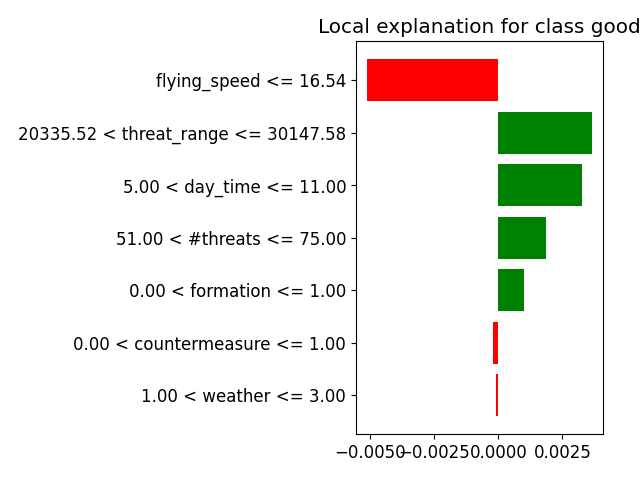 Local explanation for class good
flying_speed <= 16.54
20335.52 < threat_range <= 30147.58
5.00 < day_time <= 11.00
51.00 < #threats <= 75.00
0.00 < formation <= 1.00
0.00 < countermeasure <= 1.00
1.00 < weather <= 3.00
−0.0050 −0.0025 0.0000 0.0025